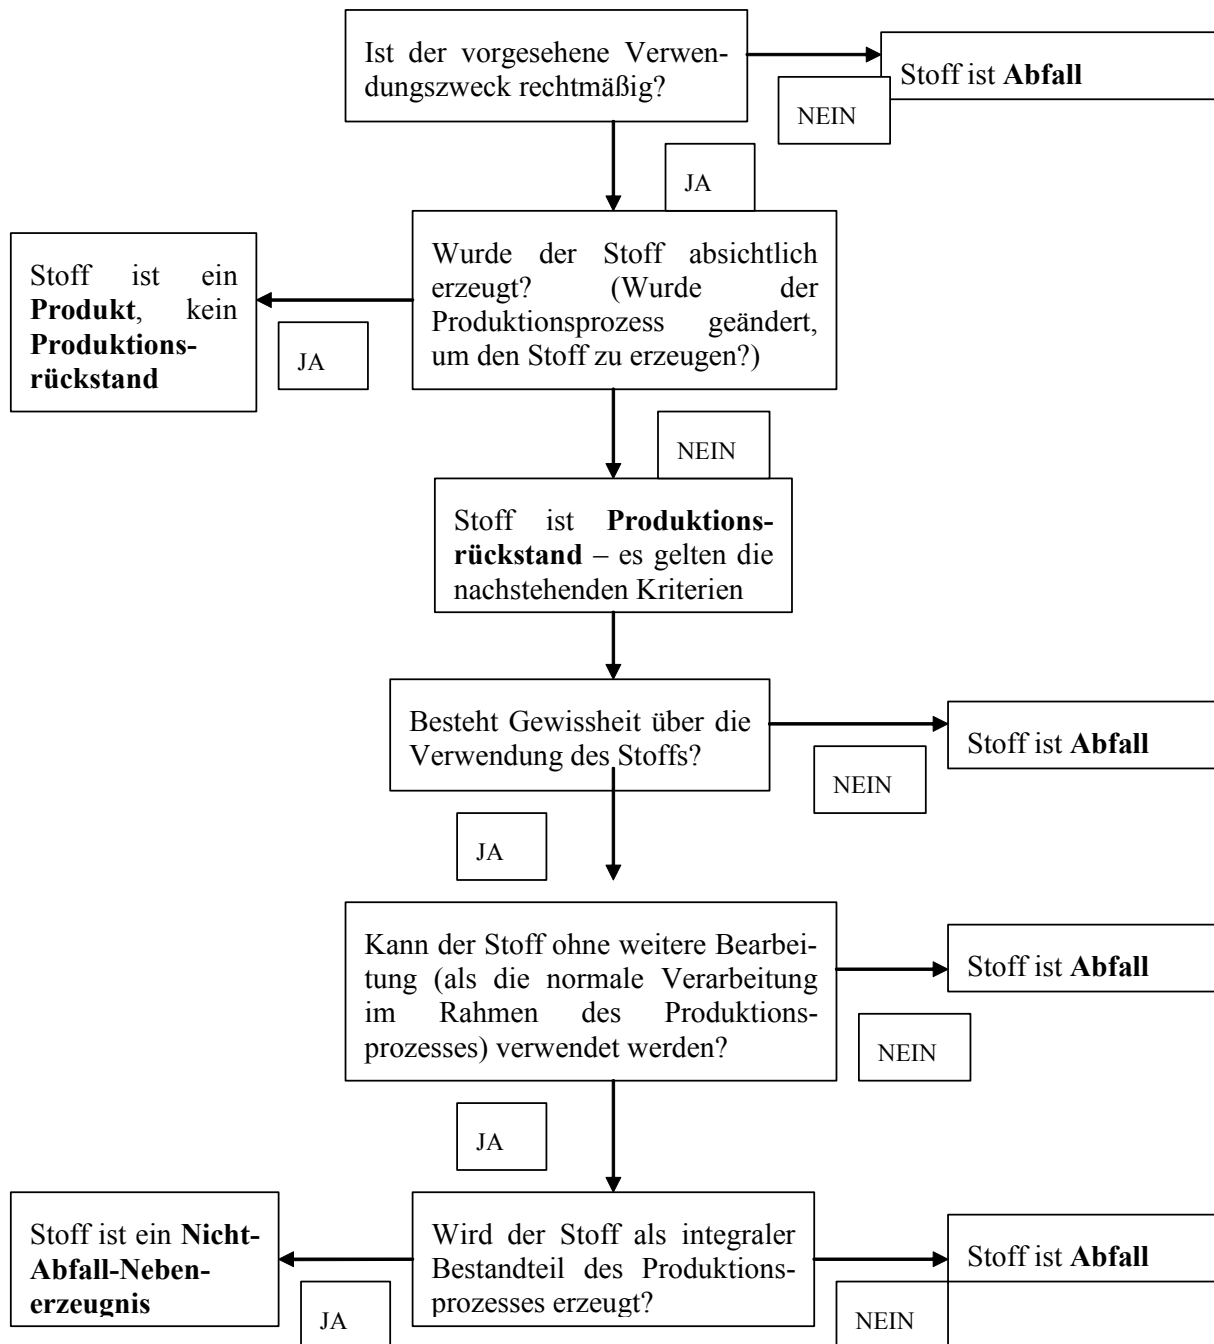 Ist der vorgesehene Verwen-
dungszweck rechtmäßig?
Stoff ist Abfall
NEIN
JA
Wurde der Stoff absichtlich
erzeugt? (Wurde der
Produktionsprozess geändert,
um den Stoff zu erzeugen?)
Stoff ist ein
Produkt, kein
Produktions-
rückstand
JA
NEIN
Stoff ist Produktions-
rückstand – es gelten die
nachstehenden Kriterien
Besteht Gewissheit über die
Verwendung des Stoffs?
Stoff ist Abfall
NEIN
JA
Kann der Stoff ohne weitere Bearbei-
tung (als die normale Verarbeitung
im Rahmen des Produktions-
prozesses) verwendet werden?
Stoff ist Abfall
NEIN
JA
Stoff ist ein Nicht-
Abfall-Neben-
erzeugnis
Wird der Stoff als integraler
Bestandteil des Produktions-
prozesses erzeugt?
Stoff ist Abfall
JA
NEIN